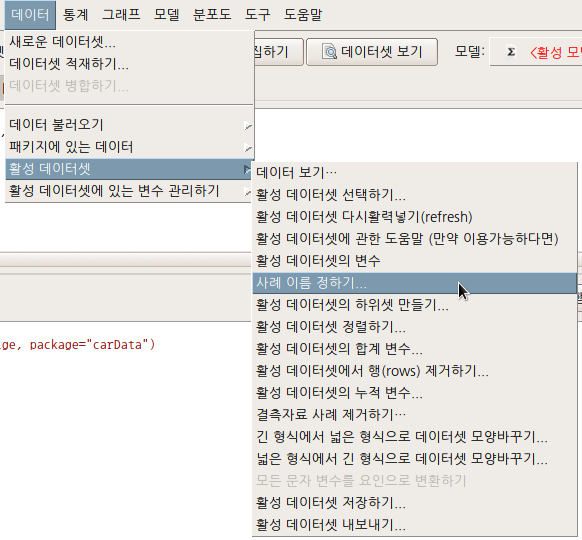 데이터 통계 그래프 모델 분포도 도구 도움말
새로운 데이터셋...
집하기 데이터셋 보기 모델: Σ <활성 모
데이터셋 적재하기...
데이터셋 병합하기...
데이터 불러오기
패키지에 있는 데이터
활성 데이터셋
데이터 보기…
활성 데이터셋에 있는 변수 관리하기
활성 데이터셋 선택하기...
활성 데이터셋 다시활력넣기(refresh)
활성 데이터셋에 관한 도움말 (만약 이용가능하다면)
활성 데이터셋의 변수
사례 이름 정하기...
활성 데이터셋의 하위셋 만들기...
활성 데이터셋 정렬하기...
ge, package="carData")
활성 데이터셋의 합계 변수...
활성 데이터셋에서 행(rows) 제거하기...
활성 데이터셋의 누적 변수...
결측자료 사례 제거하기…
긴 형식에서 넓은 형식으로 데이터셋 모양바꾸기...
넓은 형식에서 긴 형식으로 데이터셋 모양바꾸기...
모든 문자 변수를 요인으로 변환하기
활성 데이터셋 저장하기...
활성 데이터셋 내보내기...